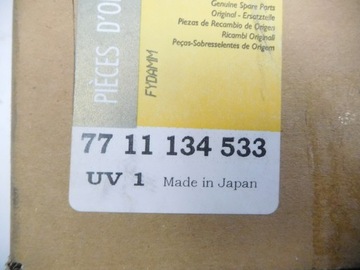 PIÈCES D'O
FYDAMM
Genuine Spare Parts
Original - Ersatzteile
Piezas de Recambio de Origen
Ricambi Originali
Peças-Sobresselentes de Origem
77 11 134 533
UV 1 Made in Japan